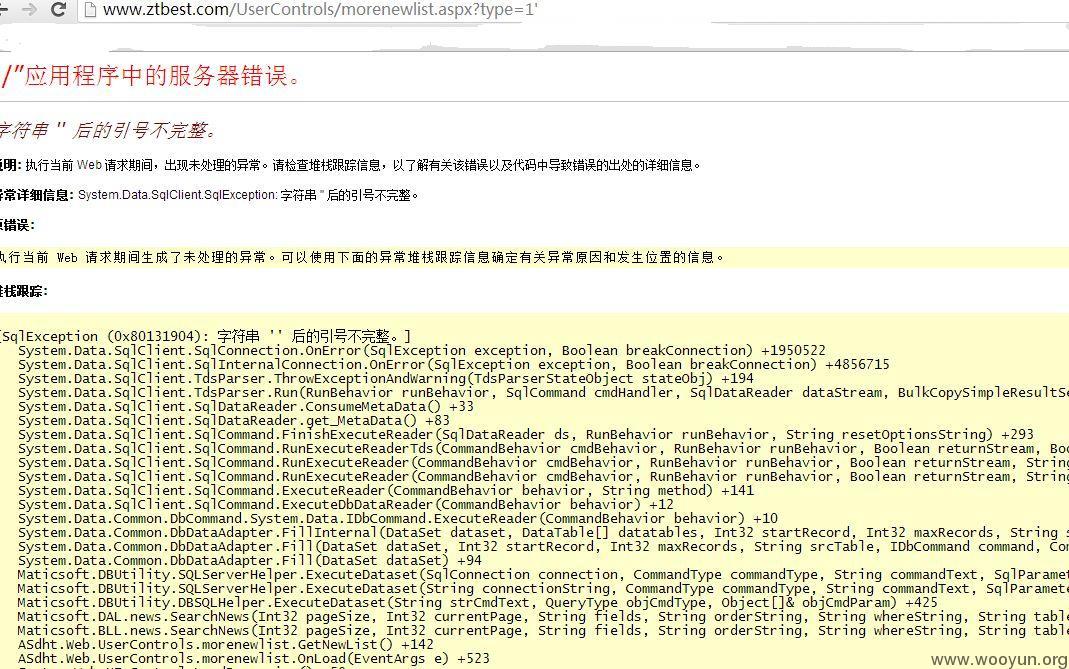 www.ztbest.com/UserControls/morenewlist.aspx?type=1'
/”应用程序中的服务器错误。
字符串 '' 后的引号不完整。
说明: 执行当前 Web 请求期间，出现未处理的异常。请检查堆栈跟踪信息，以了解有关该错误以及代码中导致错误的出处的详细信息。
异常详细信息: System.Data.SqlClient.SqlException: 字符串 '' 后的引号不完整。
源错误:
执行当前 Web 请求期间生成了未处理的异常。可以使用下面的异常堆栈跟踪信息确定有关异常原因和发生位置的信息。
堆栈跟踪:
[SqlException (0x80131904): 字符串 '' 后的引号不完整。]
System.Data.SqlClient.SqlConnection.OnError(SqlException exception, Boolean breakConnection) +1950522
System.Data.SqlClient.SqlInternalConnection.OnError(SqlException exception, Boolean breakConnection) +4856715
System.Data.SqlClient.TdsParser.ThrowExceptionAndWarning(TdsParserStateObject stateObj) +194
System.Data.SqlClient.TdsParser.Run(RunBehavior runBehavior, SqlCommand cmdHandler, SqlDataReader dataStream, BulkCopySimpleResultSe
System.Data.SqlClient.SqlDataReader.ConsumeMetaData() +33
System.Data.SqlClient.SqlDataReader.get_MetaData() +83
System.Data.SqlClient.SqlCommand.FinishExecuteReader(SqlDataReader ds, RunBehavior runBehavior, String resetOptionsString) +293
System.Data.SqlClient.SqlCommand.RunExecuteReaderTds(CommandBehavior cmdBehavior, RunBehavior runBehavior, Boolean returnStream, Boo
System.Data.SqlClient.SqlCommand.RunExecuteReader(CommandBehavior cmdBehavior, RunBehavior runBehavior, Boolean returnStream, String
System.Data.SqlClient.SqlCommand.RunExecuteReader(CommandBehavior cmdBehavior, RunBehavior runBehavior, Boolean returnStream, String
System.Data.SqlClient.SqlCommand.ExecuteReader(CommandBehavior behavior, String method) +141
System.Data.SqlClient.SqlCommand.ExecuteDbDataReader(CommandBehavior behavior) +12
System.Data.Common.DbCommand.System.Data.IDbCommand.ExecuteReader(CommandBehavior behavior) +10
System.Data.Common.DbDataAdapter.FillInternal(DataSet dataset, DataTable[] datatables, Int32 startRecord, Int32 maxRecords, String s
System.Data.Common.DbDataAdapter.Fill(DataSet dataSet, Int32 startRecord, Int32 maxRecords, String srcTable, IDbCommand command, Com
System.Data.Common.DbDataAdapter.Fill(DataSet dataSet) +94
Maticsoft.DBUtility.SQLServerHelper.ExecuteDataset(SqlConnection connection, CommandType commandType, String commandText, SqlParamet
Maticsoft.DBUtility.SQLServerHelper.ExecuteDataset(String connectionString, CommandType commandType, String commandText, SqlParamete
Maticsoft.DBUtility.DBSQLHelper.ExecuteDataset(String strCmdText, QueryType objCmdType, Object[]& objCmdParam) +425
Maticsoft.DAL.news.SearchNews(Int32 pageSize, Int32 currentPage, String fields, String orderString, String whereString, String table
Maticsoft.BLL.news.SearchNews(Int32 pageSize, Int32 currentPage, String fields, String orderString, String whereString, String table
ASdht.Web.UserControls.morenewlist.GetNewList() +142
ASdht.Web.UserControls.morenewlist.OnLoad(EventArgs e) +523
www.wooyun.org